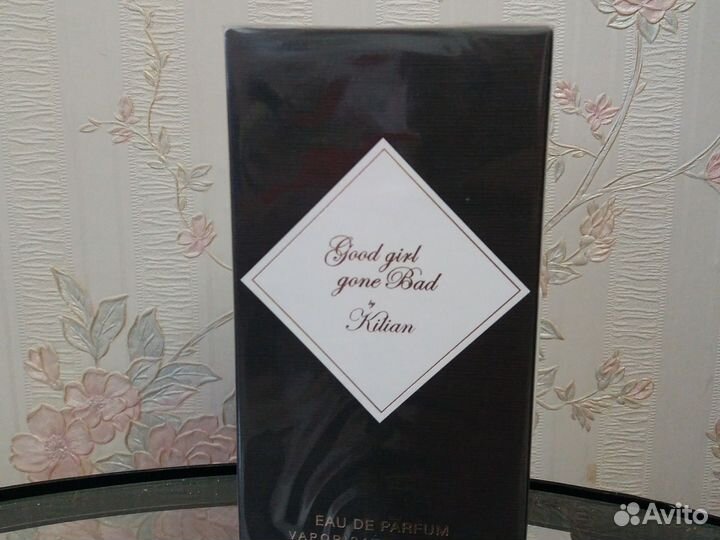 Good girl
gone Bad
by
Kilian
EAU DE PARFUM
Avito